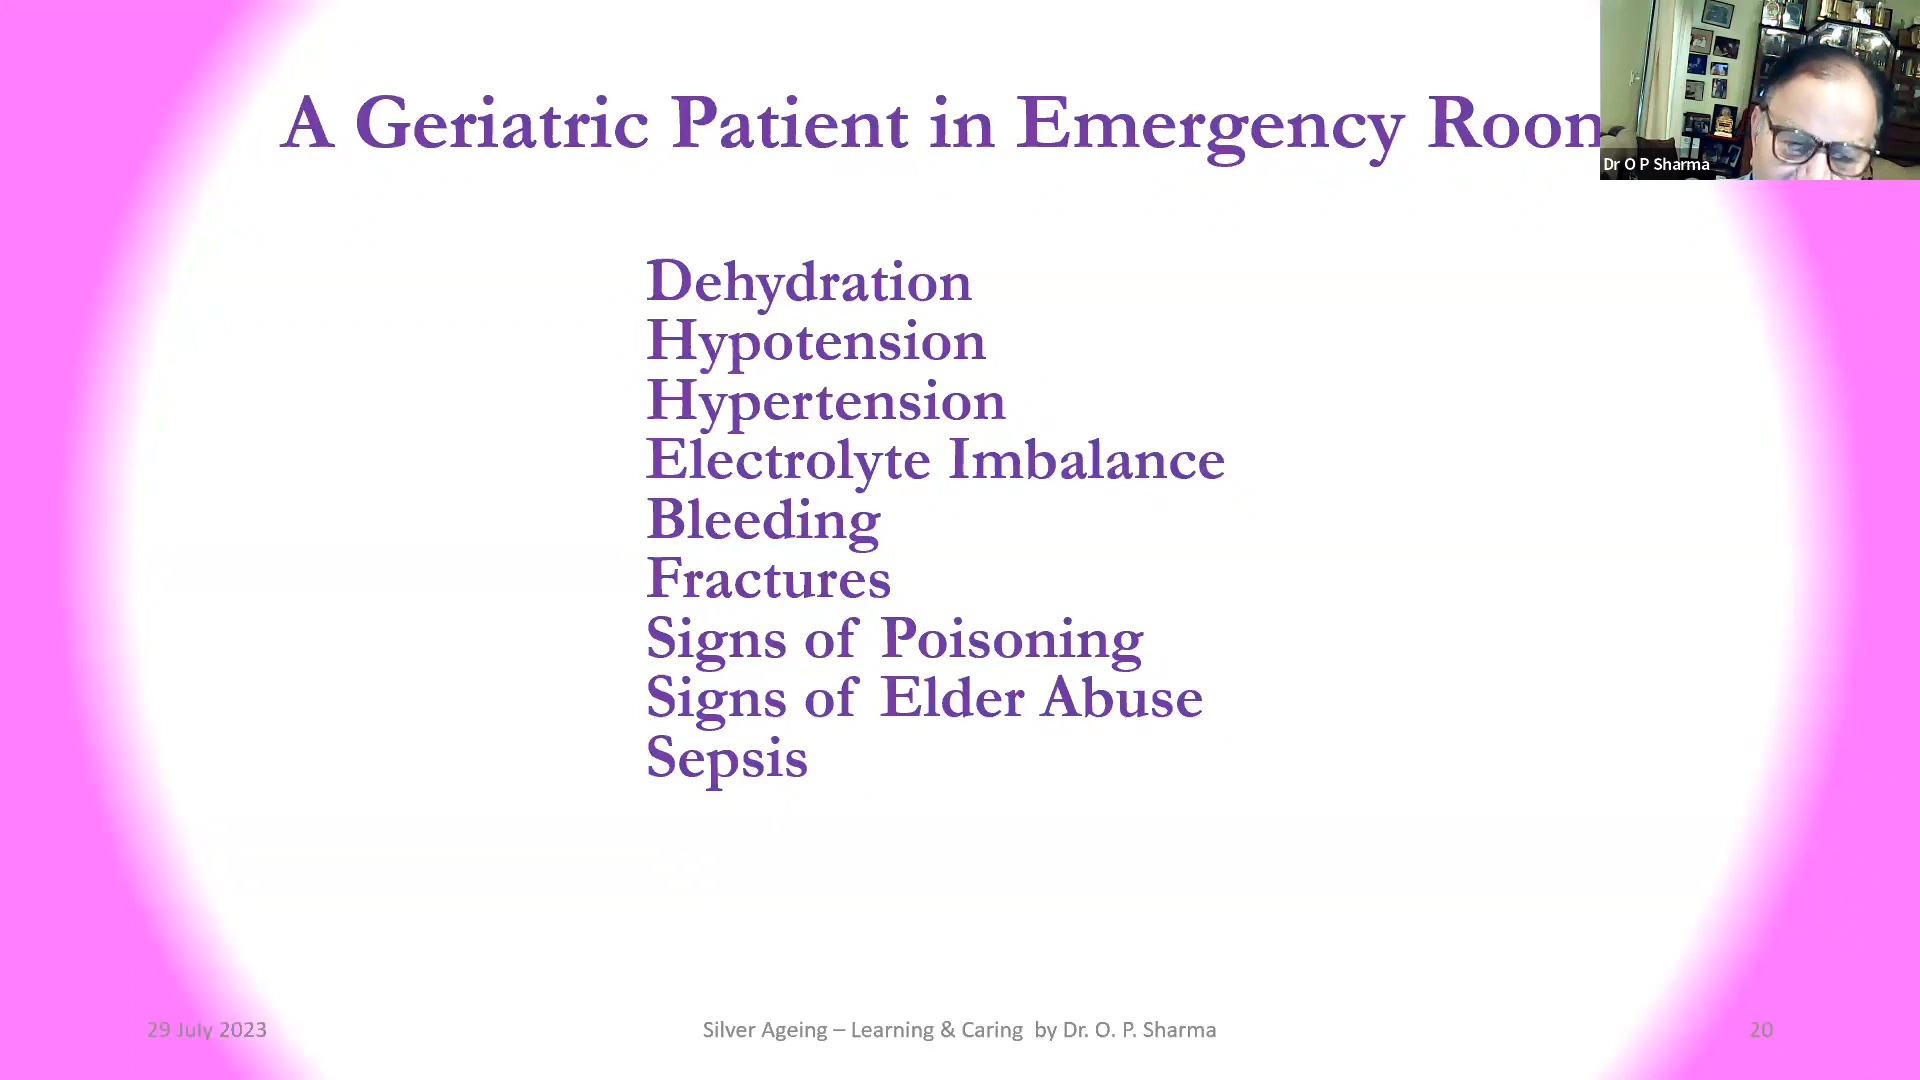 A Geriatric Patient in Emergency
Dr O P Sharma
Dehydration
Hypotension
Hypertension
Electrolyte Imbalance
Bleeding
Fractures
Signs of Poisoning
Signs of Elder Abuse
Sepsis
29 July 2023
Silver Ageing – Learning & Caring by Dr. O. P. Sharma
20